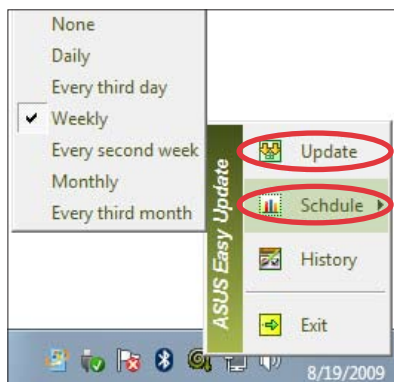 None
Daily
Every third day
Weekly
Every second week
Monthly
Every third month
ASUS Easy Update
Update
Schdule
History
Exit
8/19/2009